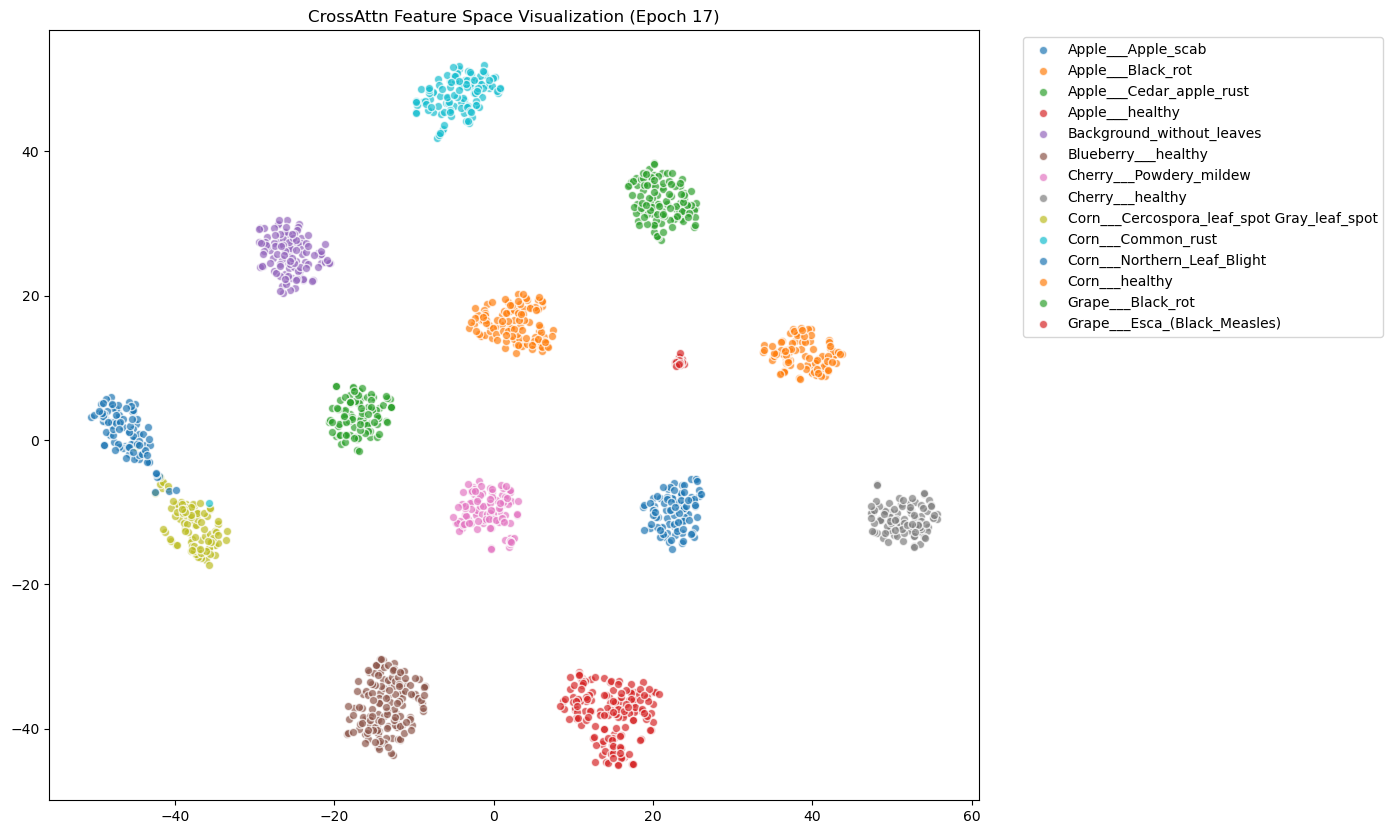 CrossAttn Feature Space Visualization (Epoch 17)
Apple___Apple_scab
Apple___Black_rot
Apple___Cedar_apple_rust
Apple___healthy
Background_without_leaves
Blueberry___healthy
Cherry___Powdery_mildew
Cherry___healthy
Corn___Cercospora_leaf_spot Gray_leaf_spot
Corn___Common_rust
Corn___Northern_Leaf_Blight
Corn___healthy
Grape___Black_rot
Grape___Esca_(Black_Measles)
40
20
0
−20
−40
−40
−20
0
20
40
60